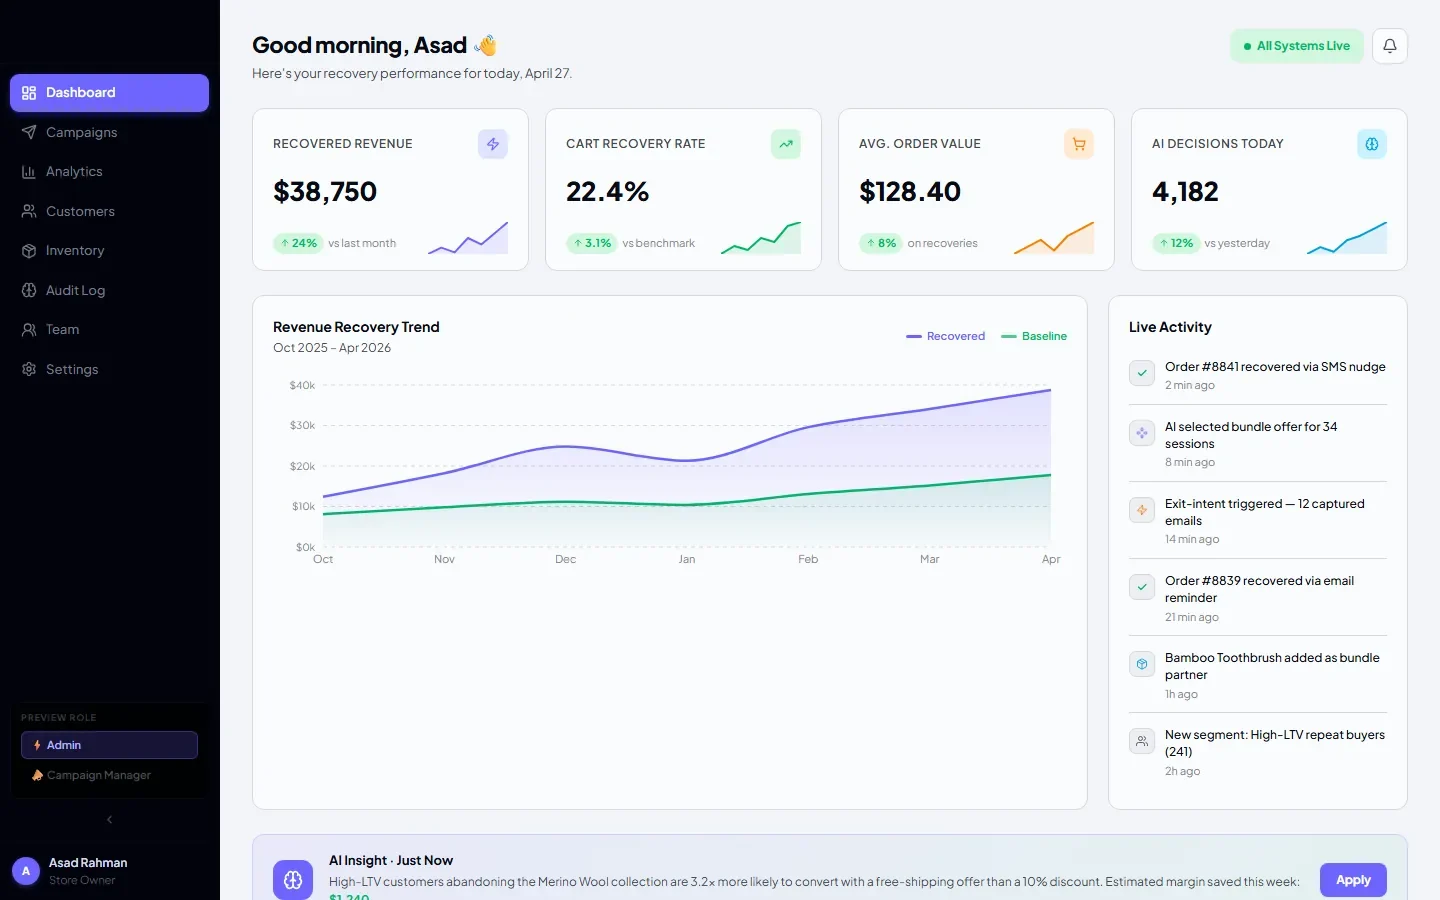 Dashboard
Campaigns
Analytics
Customers
Inventory
Audit Log
Team
Settings
PREVIEW ROLE
Admin
Campaign Manager
A
Asad Rahman
Store Owner
Good morning, Asad 👋
Here's your recovery performance for today, April 27.
All Systems Live
RECOVERED REVENUE
$38,750
↑ 24% vs last month
CART RECOVERY RATE
22.4%
↑ 3.1% vs benchmark
AVG. ORDER VALUE
$128.40
↑ 8% on recoveries
AI DECISIONS TODAY
4,182
↑ 12% vs yesterday
Revenue Recovery Trend
Oct 2025 – Apr 2026
Recovered
Baseline
$40k
$30k
$20k
$10k
$0k
Oct Nov Dec Jan Feb Mar Apr
Live Activity
Order #8841 recovered via SMS nudge
2 min ago
AI selected bundle offer for 34
sessions
8 min ago
Exit-intent triggered — 12 captured
emails
14 min ago
Order #8839 recovered via email
reminder
21 min ago
Bamboo Toothbrush added as bundle
partner
1h ago
New segment: High-LTV repeat buyers
(241)
2h ago
AI Insight · Just Now
High-LTV customers abandoning the Merino Wool collection are 3.2× more likely to convert with a free-shipping offer than a 10% discount. Estimated margin saved this week:
$1,240
Apply